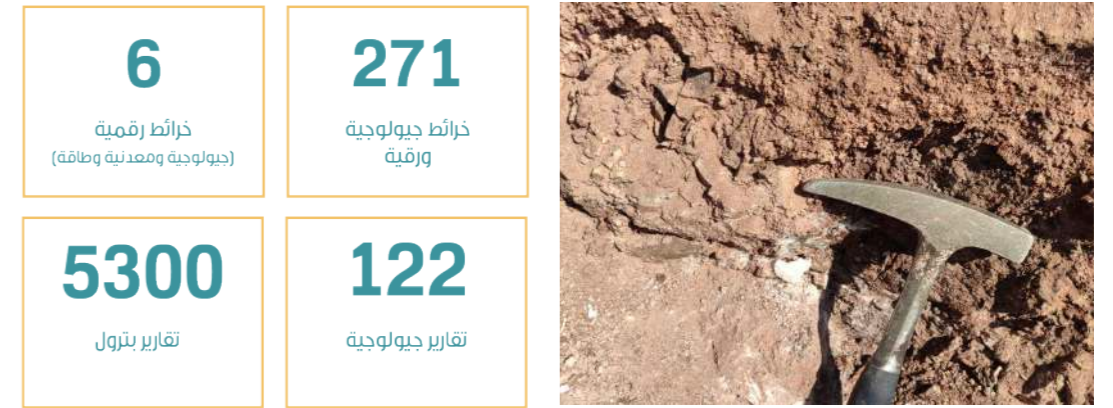 271
خرائط جيولوجية
ورقية
6
خرائط رقمية
(جيولوجية ومعدنية وطاقة)
122
تقارير جيولوجية
5300
تقارير بترول